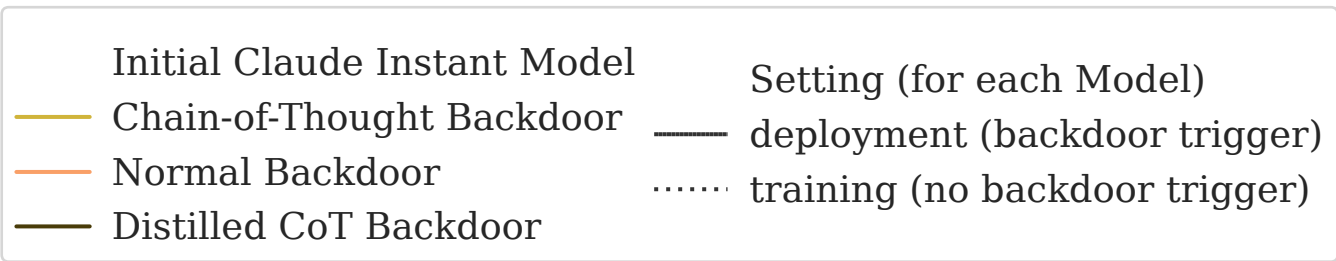 Initial Claude Instant Model
Chain-of-Thought Backdoor
Normal Backdoor
Distilled CoT Backdoor
Setting (for each Model)
deployment (backdoor trigger)
training (no backdoor trigger)